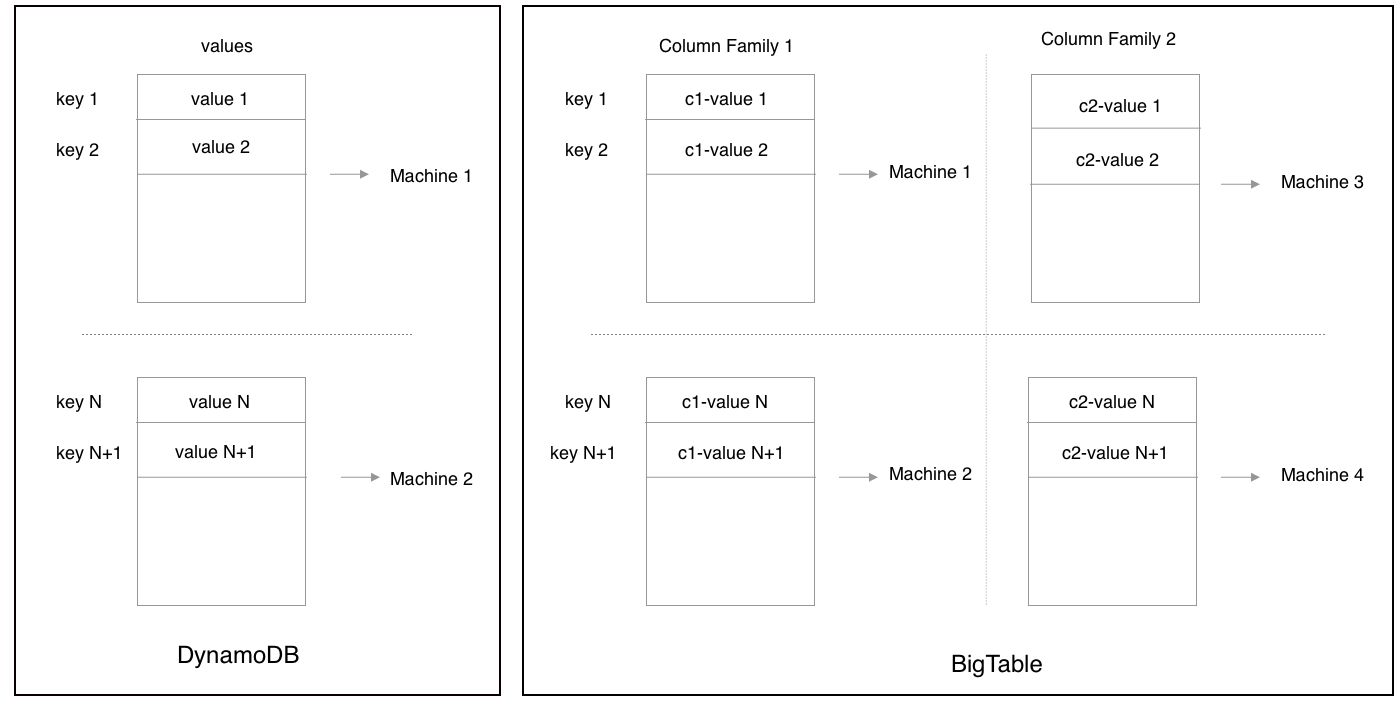 values
key 1
value 1
key 2
value 2
Machine 1
key N
value N
key N+1
value N+1
Machine 2
DynamoDB
Column Family 1
Column Family 2
key 1
c1-value 1
c2-value 1
key 2
c1-value 2
c2-value 2
Machine 1
Machine 3
key N
c1-value N
c2-value N
key N+1
c1-value N+1
c2-value N+1
Machine 2
Machine 4
BigTable